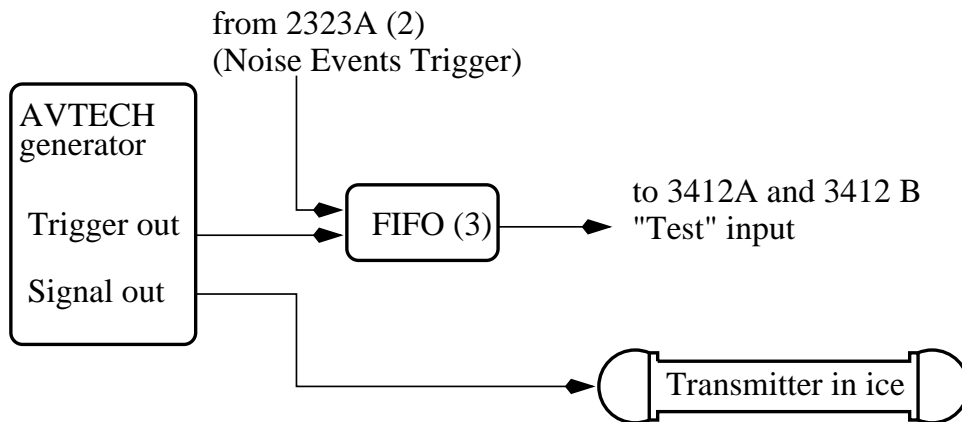 from 2323A (2)
(Noise Events Trigger)
AVTECH
generator
Trigger out
Signal out
FIFO (3)
to 3412A and 3412 B
"Test" input
Transmitter in ice